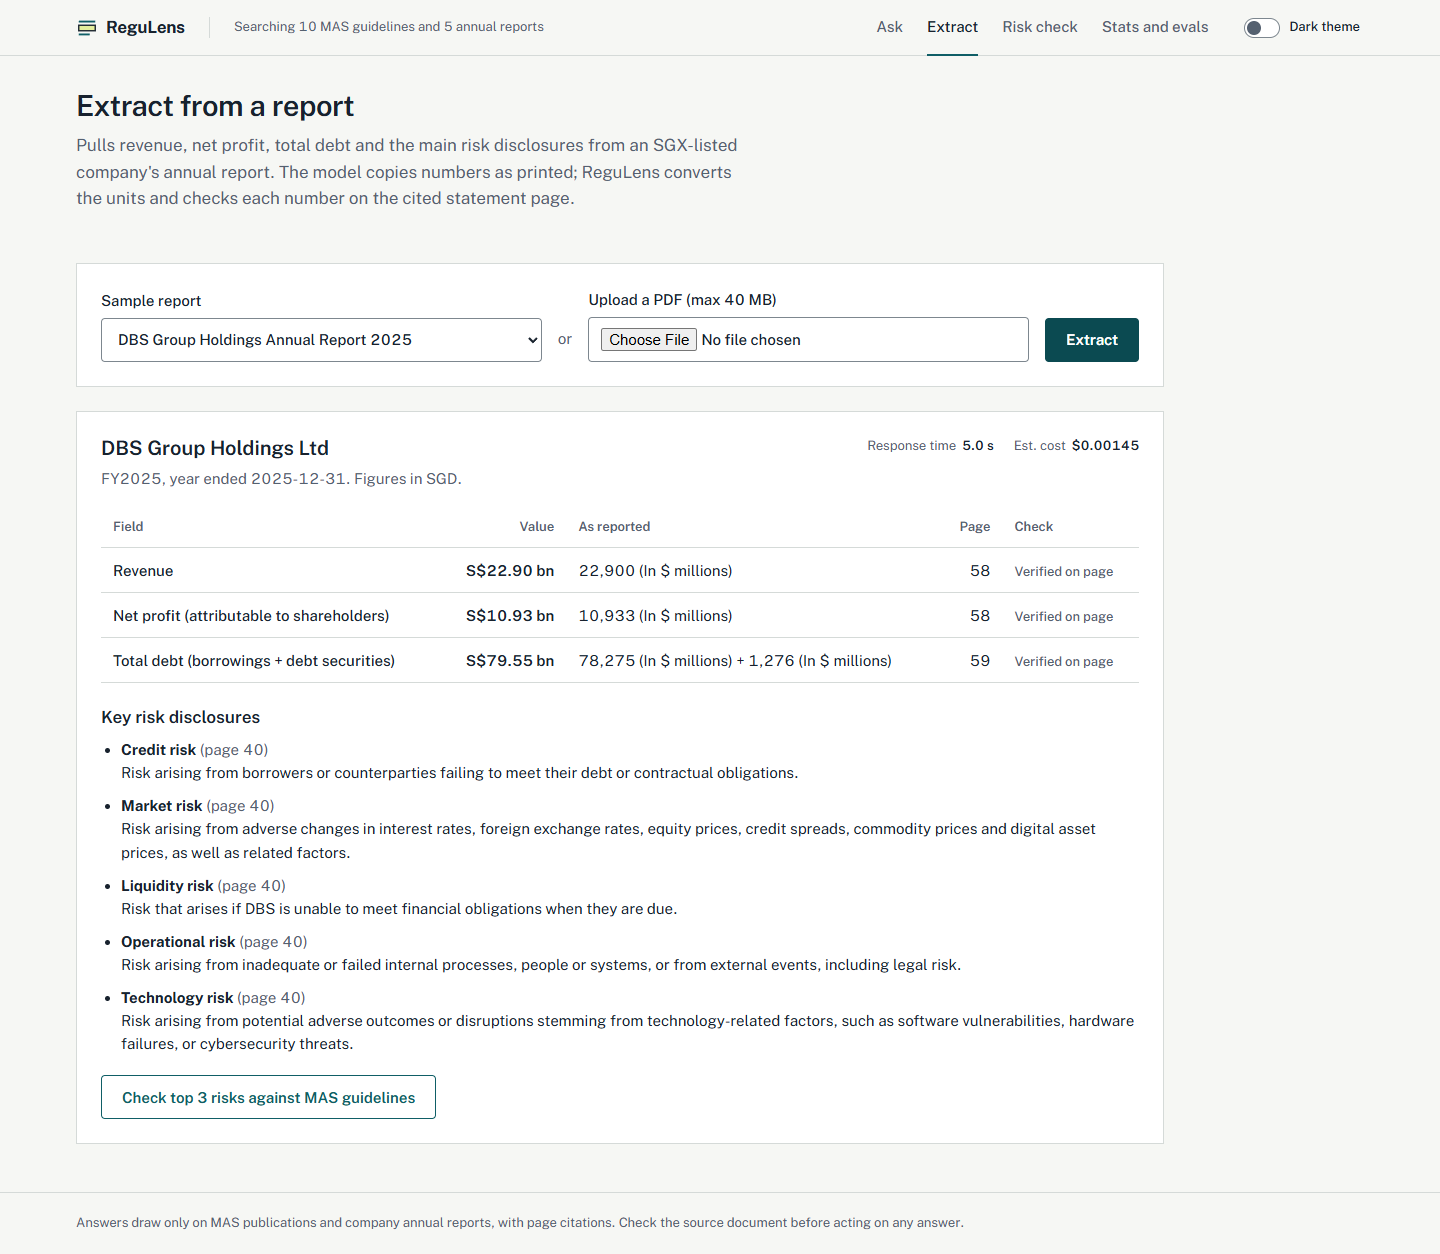 ReguLens
Searching 10 MAS guidelines and 5 annual reports
Ask
Extract
Risk check
Stats and evals
Dark theme
Extract from a report
Pulls revenue, net profit, total debt and the main risk disclosures from an SGX-listed
company's annual report. The model copies numbers as printed; ReguLens converts
the units and checks each number on the cited statement page.
Sample report
DBS Group Holdings Annual Report 2025
or
Upload a PDF (max 40 MB)
Choose File No file chosen
Extract
DBS Group Holdings Ltd
Response time 5.0 s Est. cost $0.00145
FY2025, year ended 2025-12-31. Figures in SGD.
Field Value As reported Page Check
Revenue S$22.90 bn 22,900 (In $ millions) 58 Verified on page
Net profit (attributable to shareholders) S$10.93 bn 10,933 (In $ millions) 58 Verified on page
Total debt (borrowings + debt securities) S$79.55 bn 78,275 (In $ millions) + 1,276 (In $ millions) 59 Verified on page
Key risk disclosures
• Credit risk (page 40)
Risk arising from borrowers or counterparties failing to meet their debt or contractual obligations.
• Market risk (page 40)
Risk arising from adverse changes in interest rates, foreign exchange rates, equity prices, credit spreads, commodity prices and digital asset
prices, as well as related factors.
• Liquidity risk (page 40)
Risk that arises if DBS is unable to meet financial obligations when they are due.
• Operational risk (page 40)
Risk arising from inadequate or failed internal processes, people or systems, or from external events, including legal risk.
• Technology risk (page 40)
Risk arising from potential adverse outcomes or disruptions stemming from technology-related factors, such as software vulnerabilities, hardware
failures, or cybersecurity threats.
Check top 3 risks against MAS guidelines
Answers draw only on MAS publications and company annual reports, with page citations. Check the source document before acting on any answer.